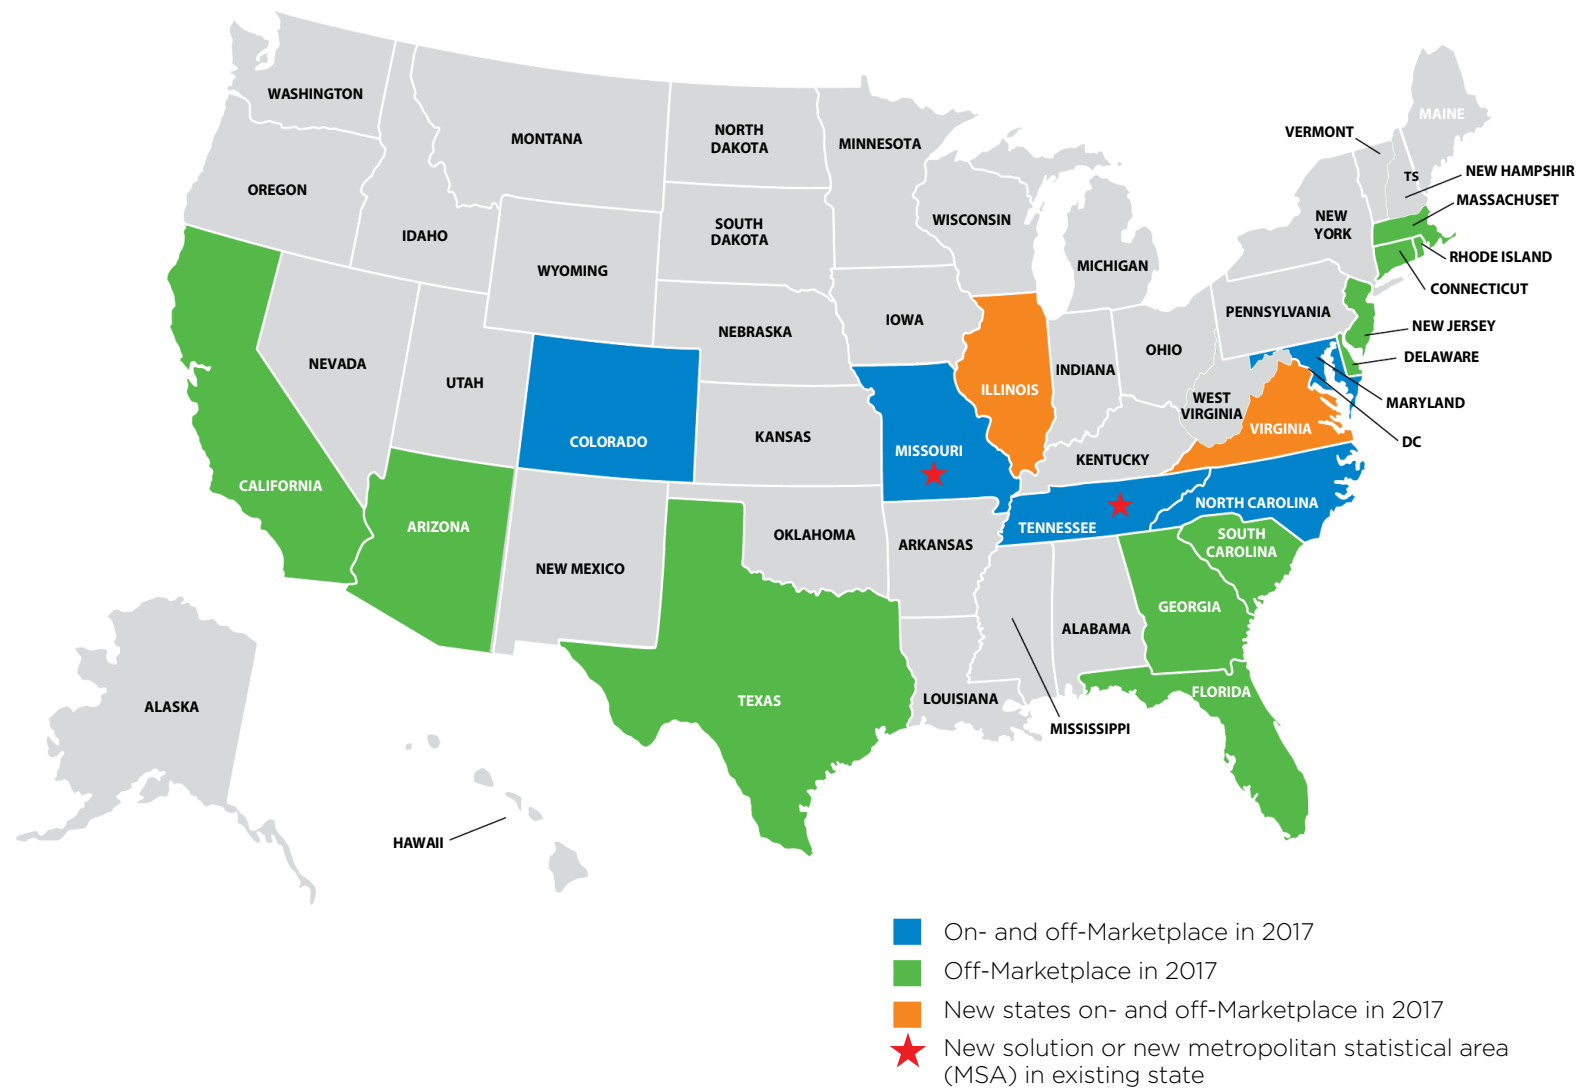 WASHINGTON
MONTANA
NORTH
DAKOTA
MINNESOTA
MAINE
VERMONT
TS
NEW HAMPSHIR
MASSACHUSET
OREGON
IDAHO
SOUTH
DAKOTA
WISCONSIN
NEW
YORK
RHODE ISLAND
WYOMING
MICHIGAN
CONNECTICUT
IOWA
NEBRASKA
PENNSYLVANIA
NEW JERSEY
NEVADA
UTAH
INDIANA
OHIO
DELAWARE
ILLINOIS
WEST
VIRGINIA
MARYLAND
COLORADO
KANSAS
MISSOURI
KENTUCKY
VIRGINIA
DC
CALIFORNIA
ARIZONA
OKLAHOMA
ARKANSAS
TENNESSEE
NORTH CAROLINA
SOUTH
CAROLINA
NEW MEXICO
GEORGIA
ALABAMA
ALASKA
TEXAS
LOUISIANA
FLORIDA
MISSISSIPPI
HAWAII
On- and off-Marketplace in 2017
Off-Marketplace in 2017
New states on- and off-Marketplace in 2017
New solution or new metropolitan statistical area
(MSA) in existing state